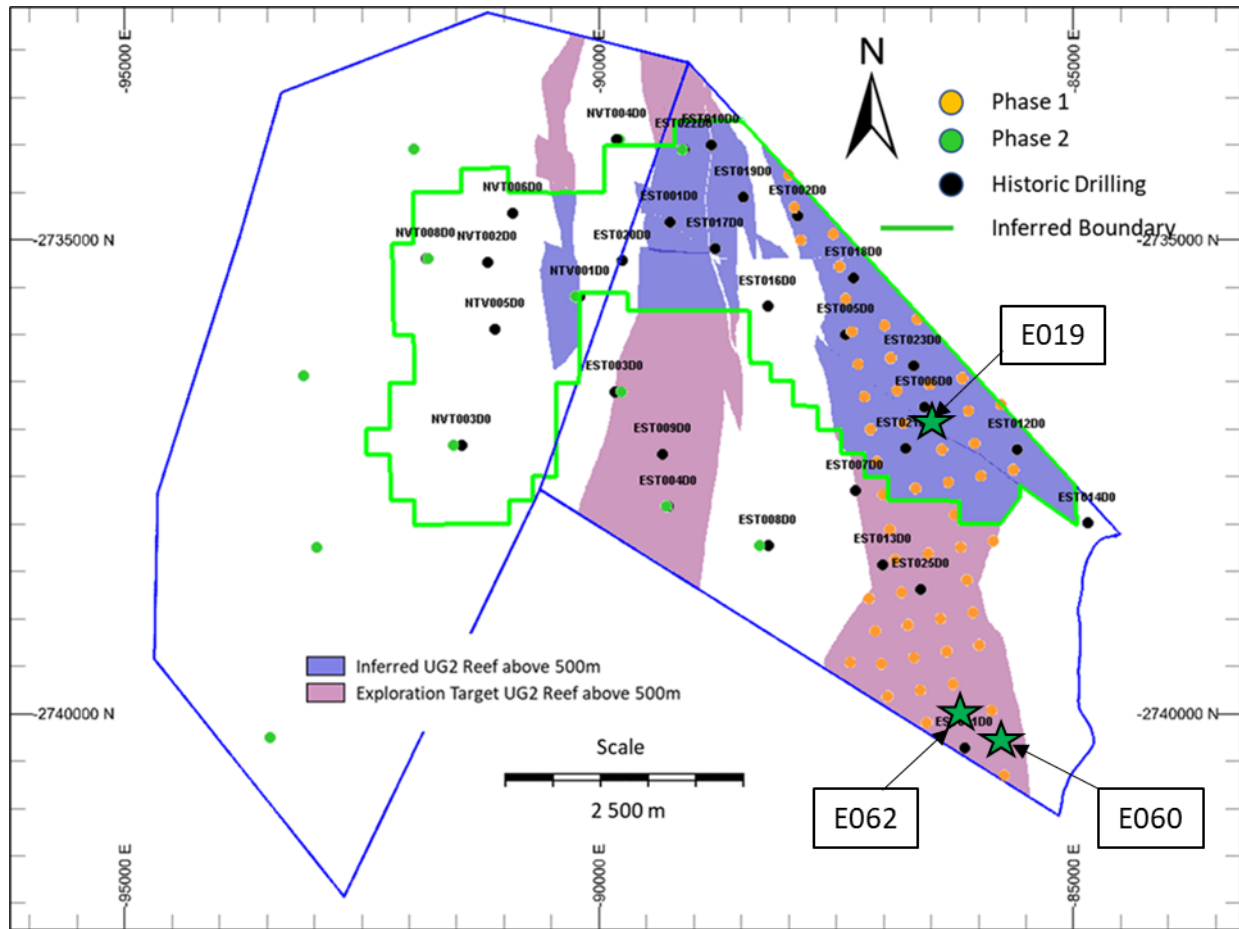 -95000 E
-90000 E
-85000 E
N
Phase 1
Phase 2
Historic Drilling
Inferred Boundary
NVT004D0
EST010D0
EST019D0
NVT006D0
EST001D0
EST002D0
EST017D0
NVT008D0
NVT002D0
EST020D0
-2735000 N
-2735000 N
EST018D0
NTV001D0
EST016D0
NTV005D0
EST005D0
EST023D0
E019
EST003D0
EST006D0
NVT003D0
EST009D0
EST012D0
EST007D0
EST004D0
EST014D0
EST008D0
EST013D0
EST025D0
Inferred UG2 Reef above 500m
Exploration Target UG2 Reef above 500m
-2740000 N
-2740000 N
Scale
2 500 m
E062
E060
-95000 E
-90000 E
-85000 E